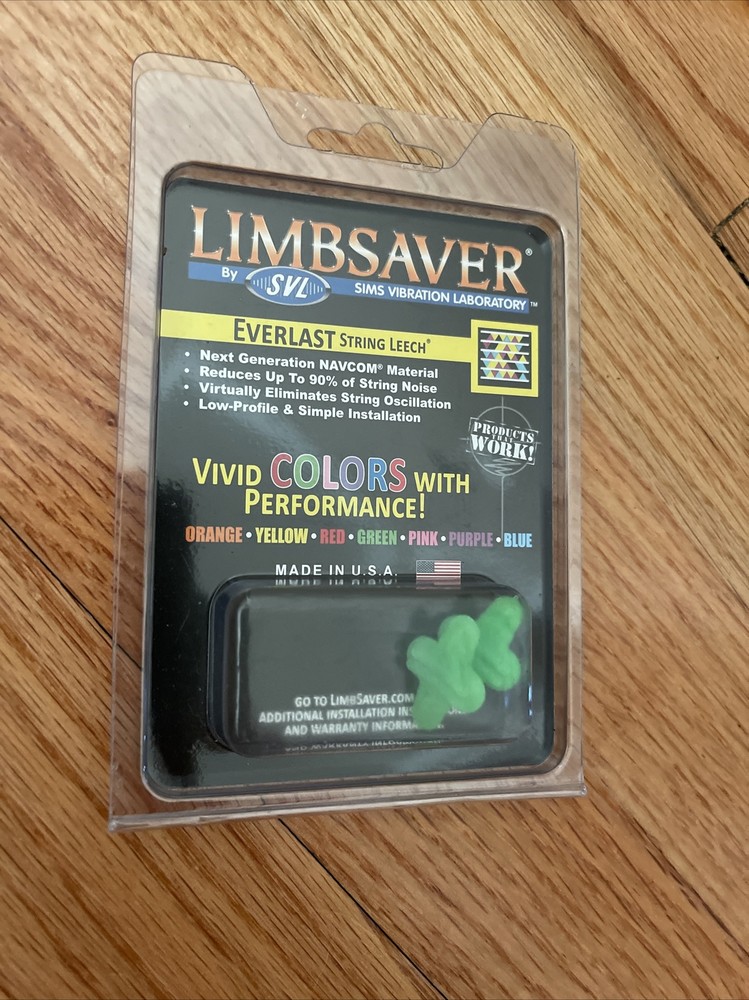 LIMBSAVER®
By SVL SIMS VIBRATION LABORATORY™
EVERLAST STRING LEECH®
• Next Generation NAVCOM® Material
• Reduces Up To 90% of String Noise
• Virtually Eliminates String Oscillation
• Low-Profile & Simple Installation
PRODUCTS
THAT
WORK!
VIVID COLORS WITH
PERFORMANCE!
ORANGE • YELLOW • RED • GREEN • PINK • PURPLE • BLUE
MADE IN U.S.A.
GO TO LIMBSAVER.COM
ADDITIONAL INSTALLATION
AND WARRANTY